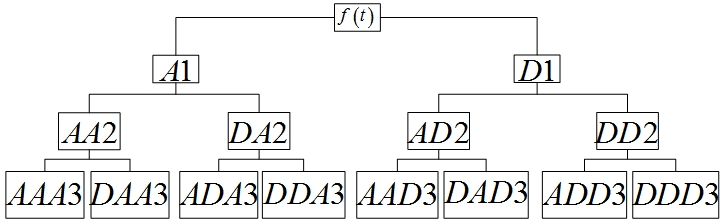 f(t)
A1 D1
AA2 DA2 AD2 DD2
AAA3 DAA3 ADA3 DDA3 AAD3 DAD3 ADD3 DDD3